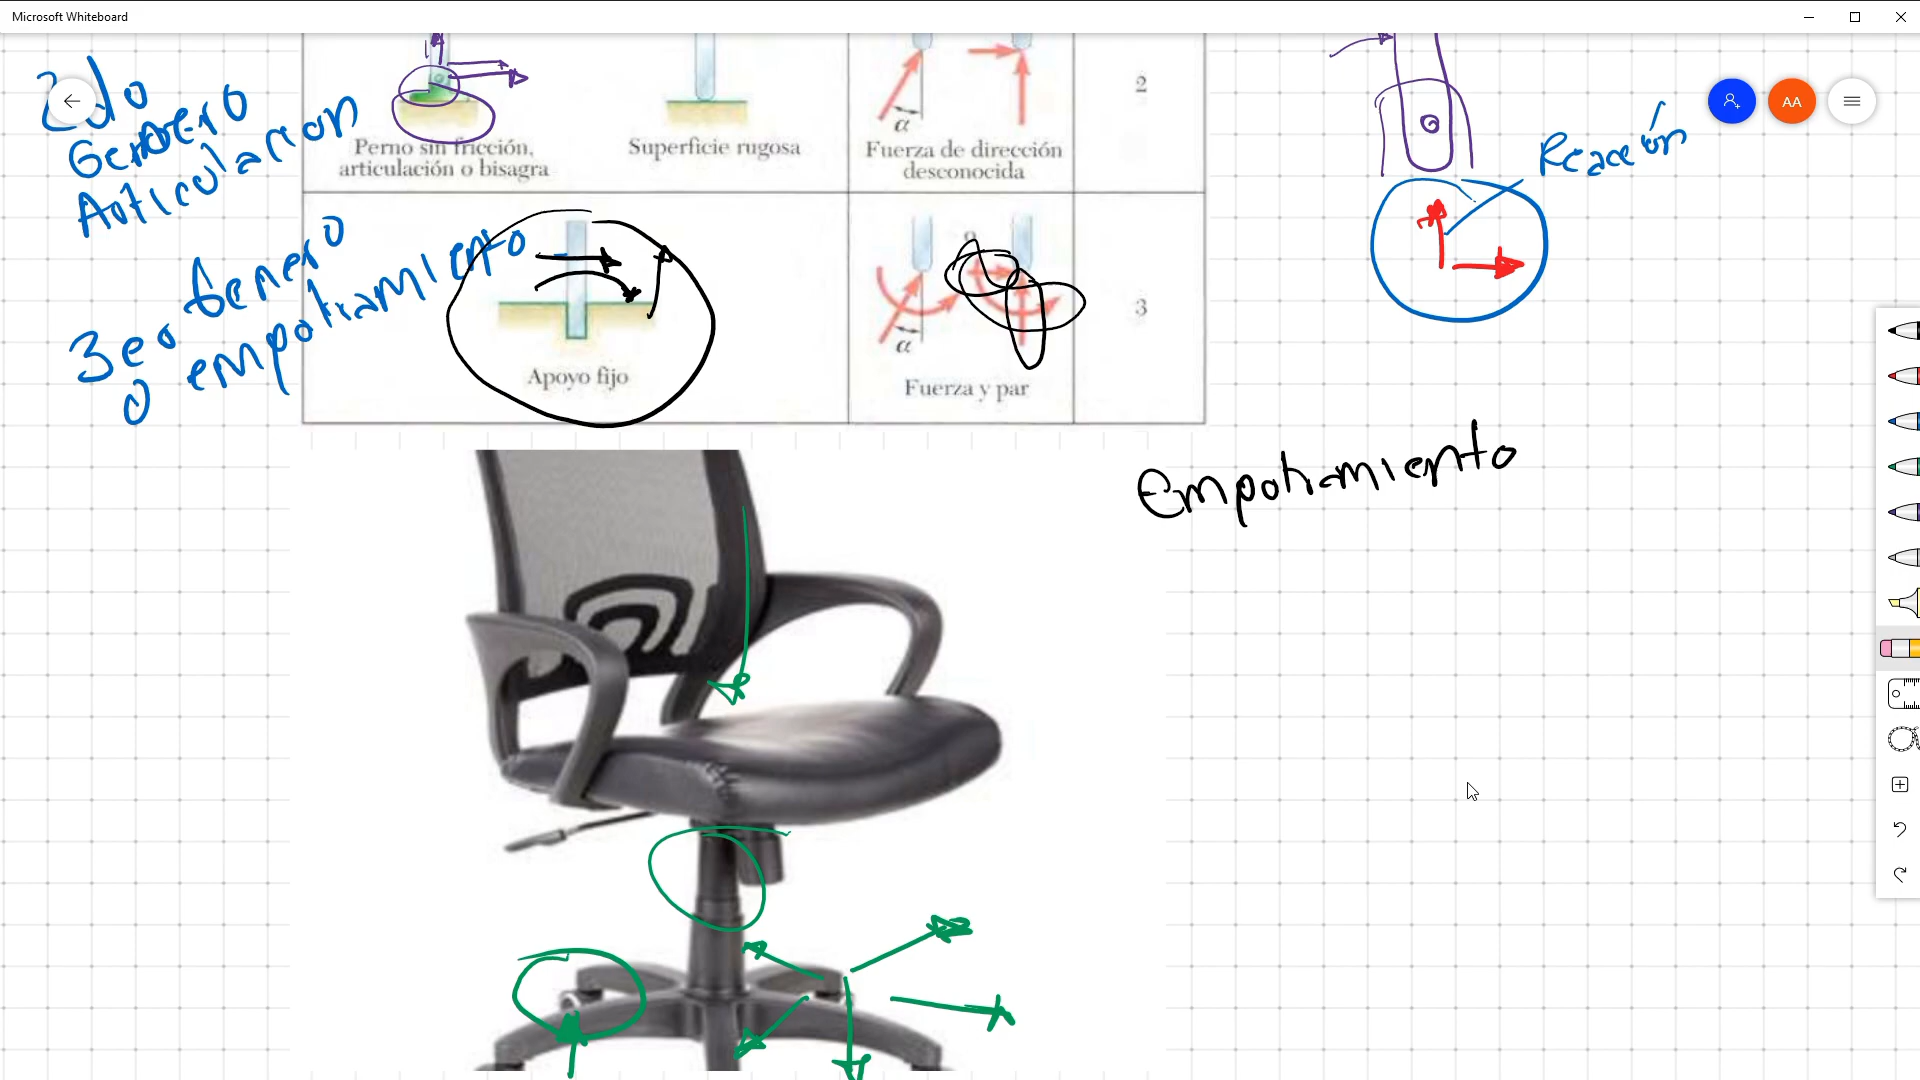 Microsoft Whiteboard
AA
2do
Genero
Articulacion
Perno sin fricción,
articulación o bisagra
Superficie rugosa
α
Fuerza de dirección
desconocida
2
Reacción
3er Genero
o empotramiento
Apoyo fijo
α
Fuerza y par
3
Empotramiento